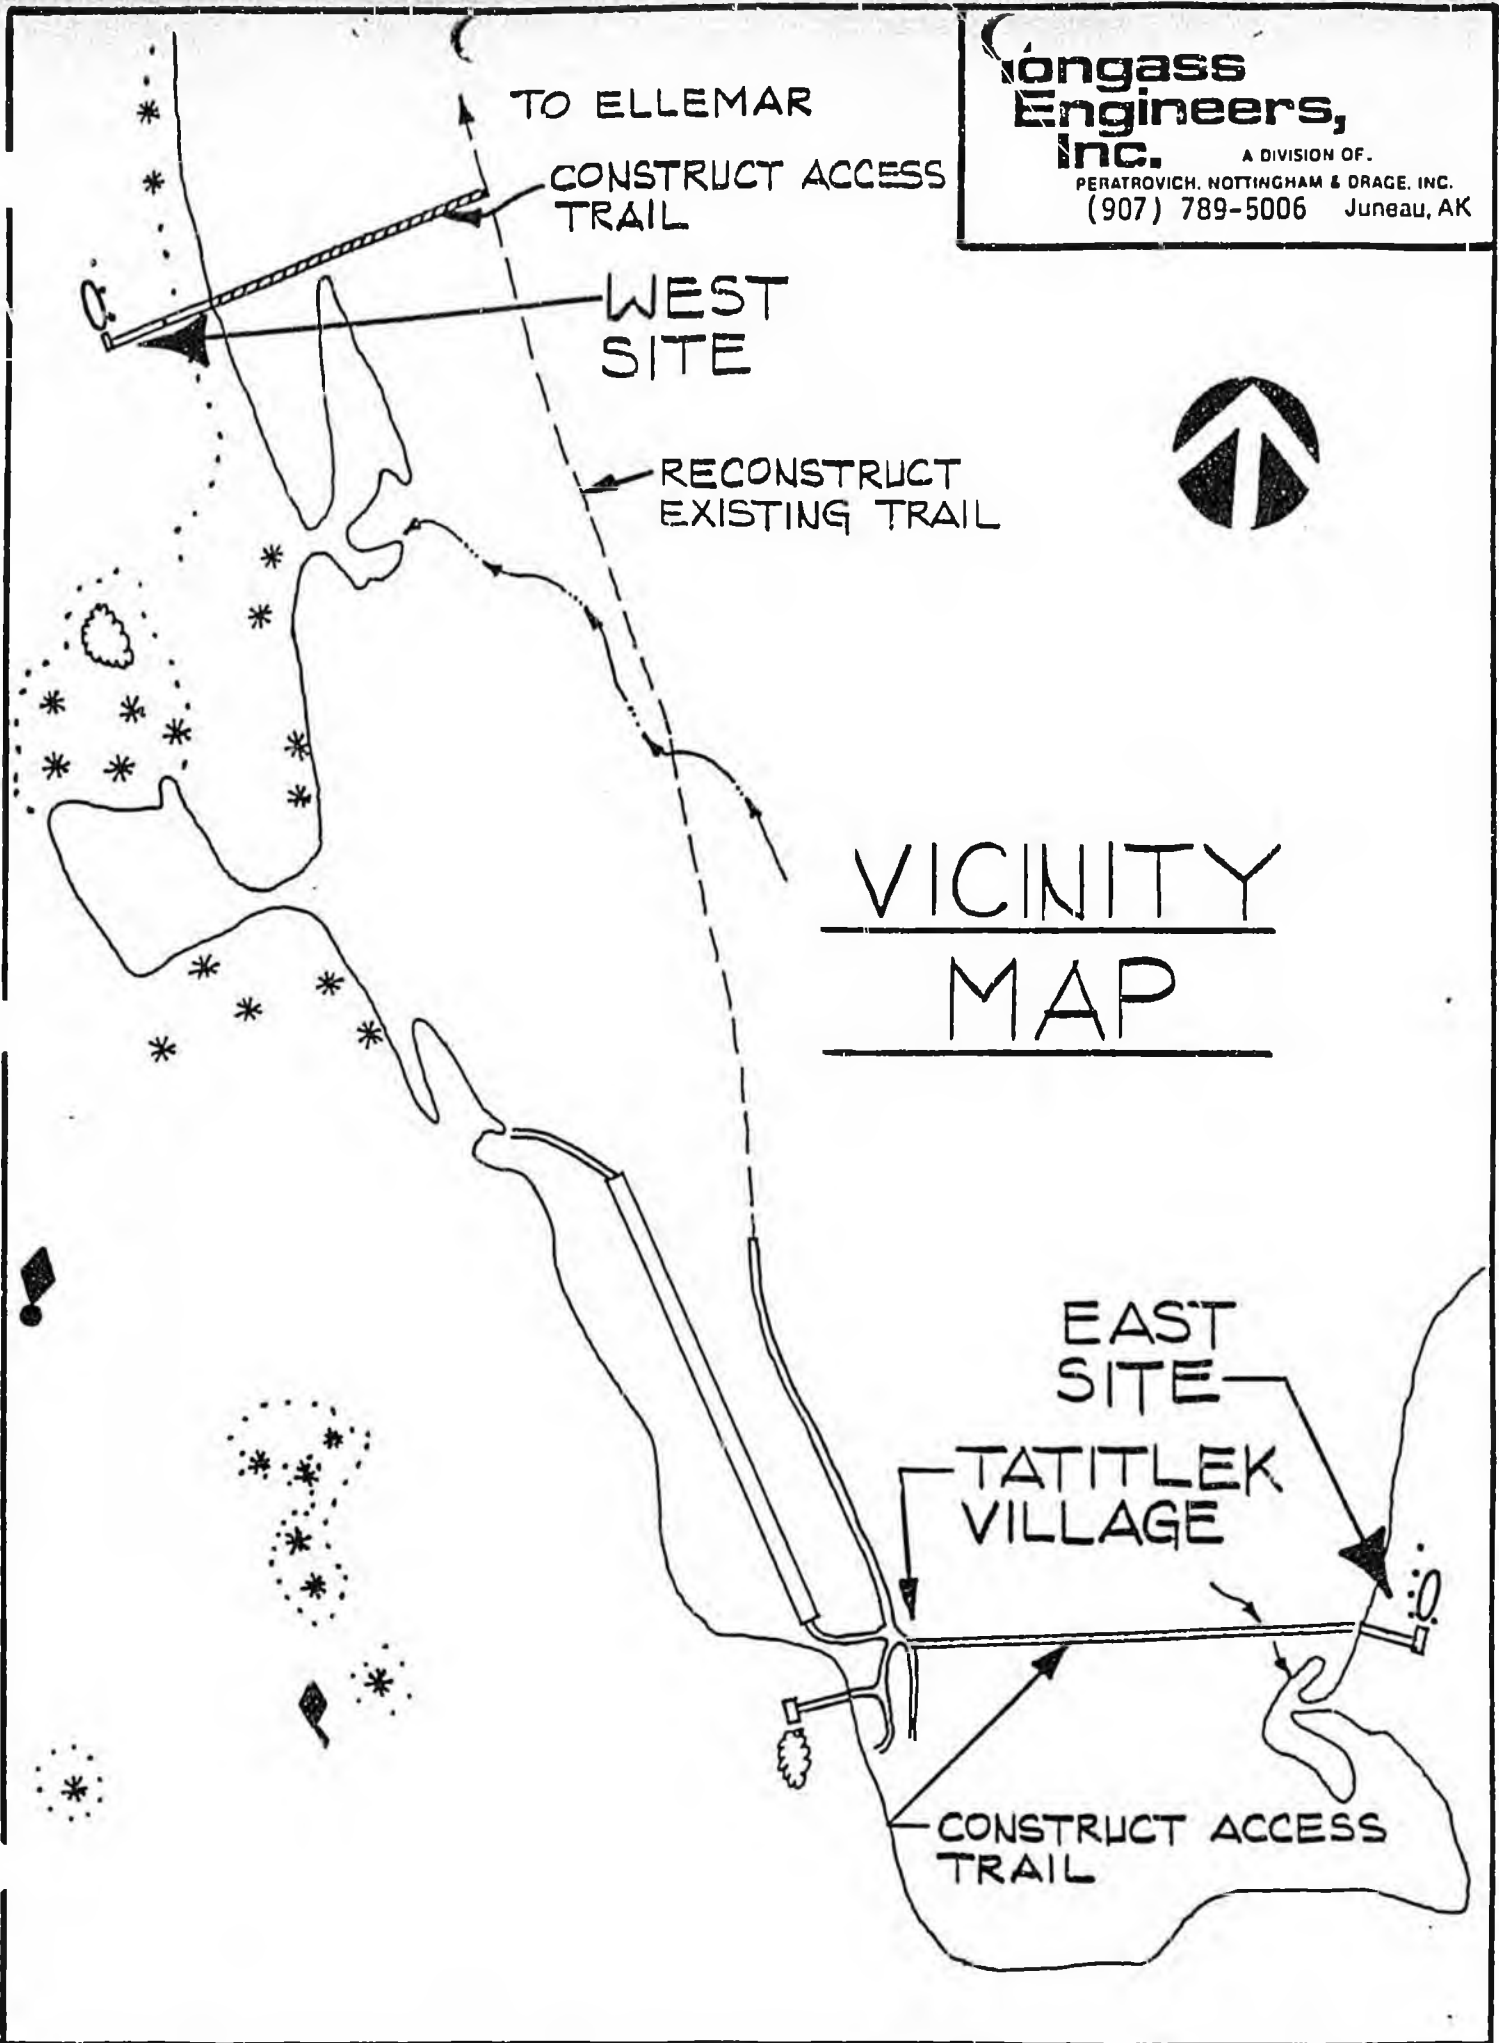 Tongass
Engineers,
Inc.
A DIVISION OF.
PERATROVICH. NOTTINGHAM & DRAGE. INC.
(907) 789-5006 Juneau, AK
TO ELLEMAR
CONSTRUCT ACCESS
TRAIL
WEST
SITE
RECONSTRUCT
EXISTING TRAIL
VICINITY
MAP
EAST
SITE
TATITLEK
VILLAGE
CONSTRUCT ACCESS
TRAIL